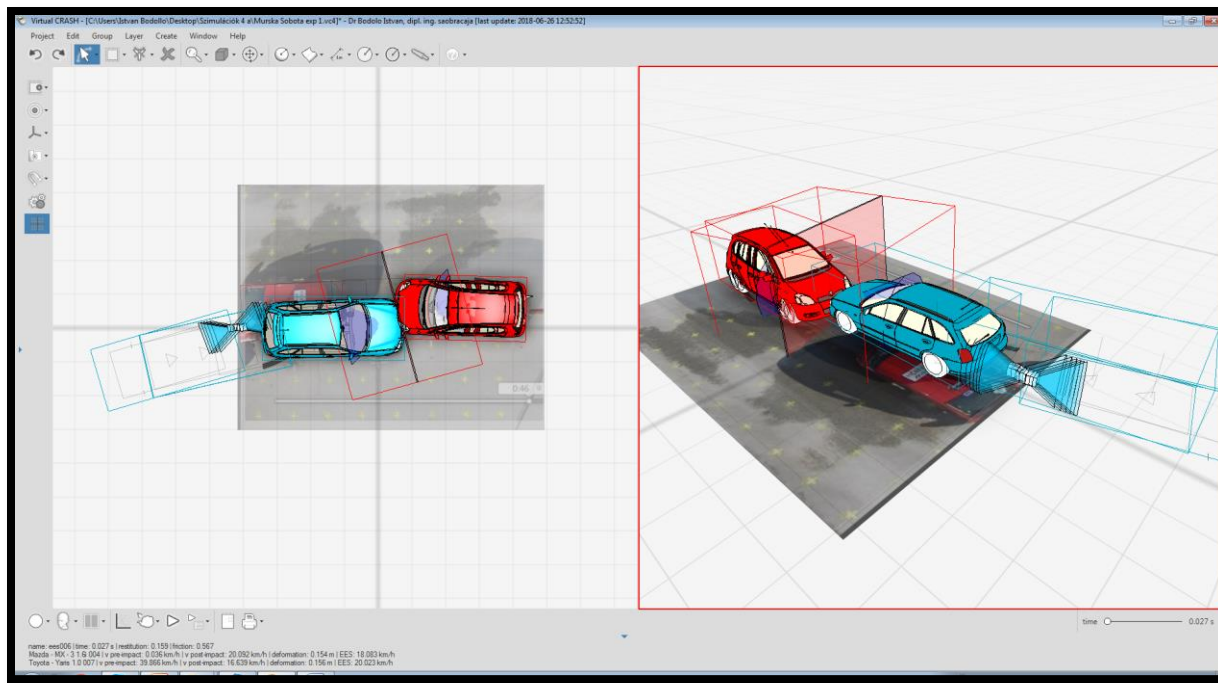 Virtual CRASH - [C:\Users\Istvan Bodollo\Desktop\Szimulációk 4 a\Murska Sobota exp 1.vc4]* - Dr Bodolo Istvan, dipl. ing. saobracaja [last update: 2018-06-26 12:52:52]
Project Edit Group Layer Create Window Help
0:46
time 0.027 s
name: ees006 | time: 0.027 s | restitution: 0.159 | friction: 0.567
Mazda - MX - 3 1.6i 004 | v pre-impact: 0.036 km/h | v post-impact: 20.092 km/h | deformation: 0.154 m | EES: 18.083 km/h
Toyota - Yaris 1.0 007 | v pre-impact: 39.866 km/h | v post-impact: 16.639 km/h | deformation: 0.156 m | EES: 20.023 km/h